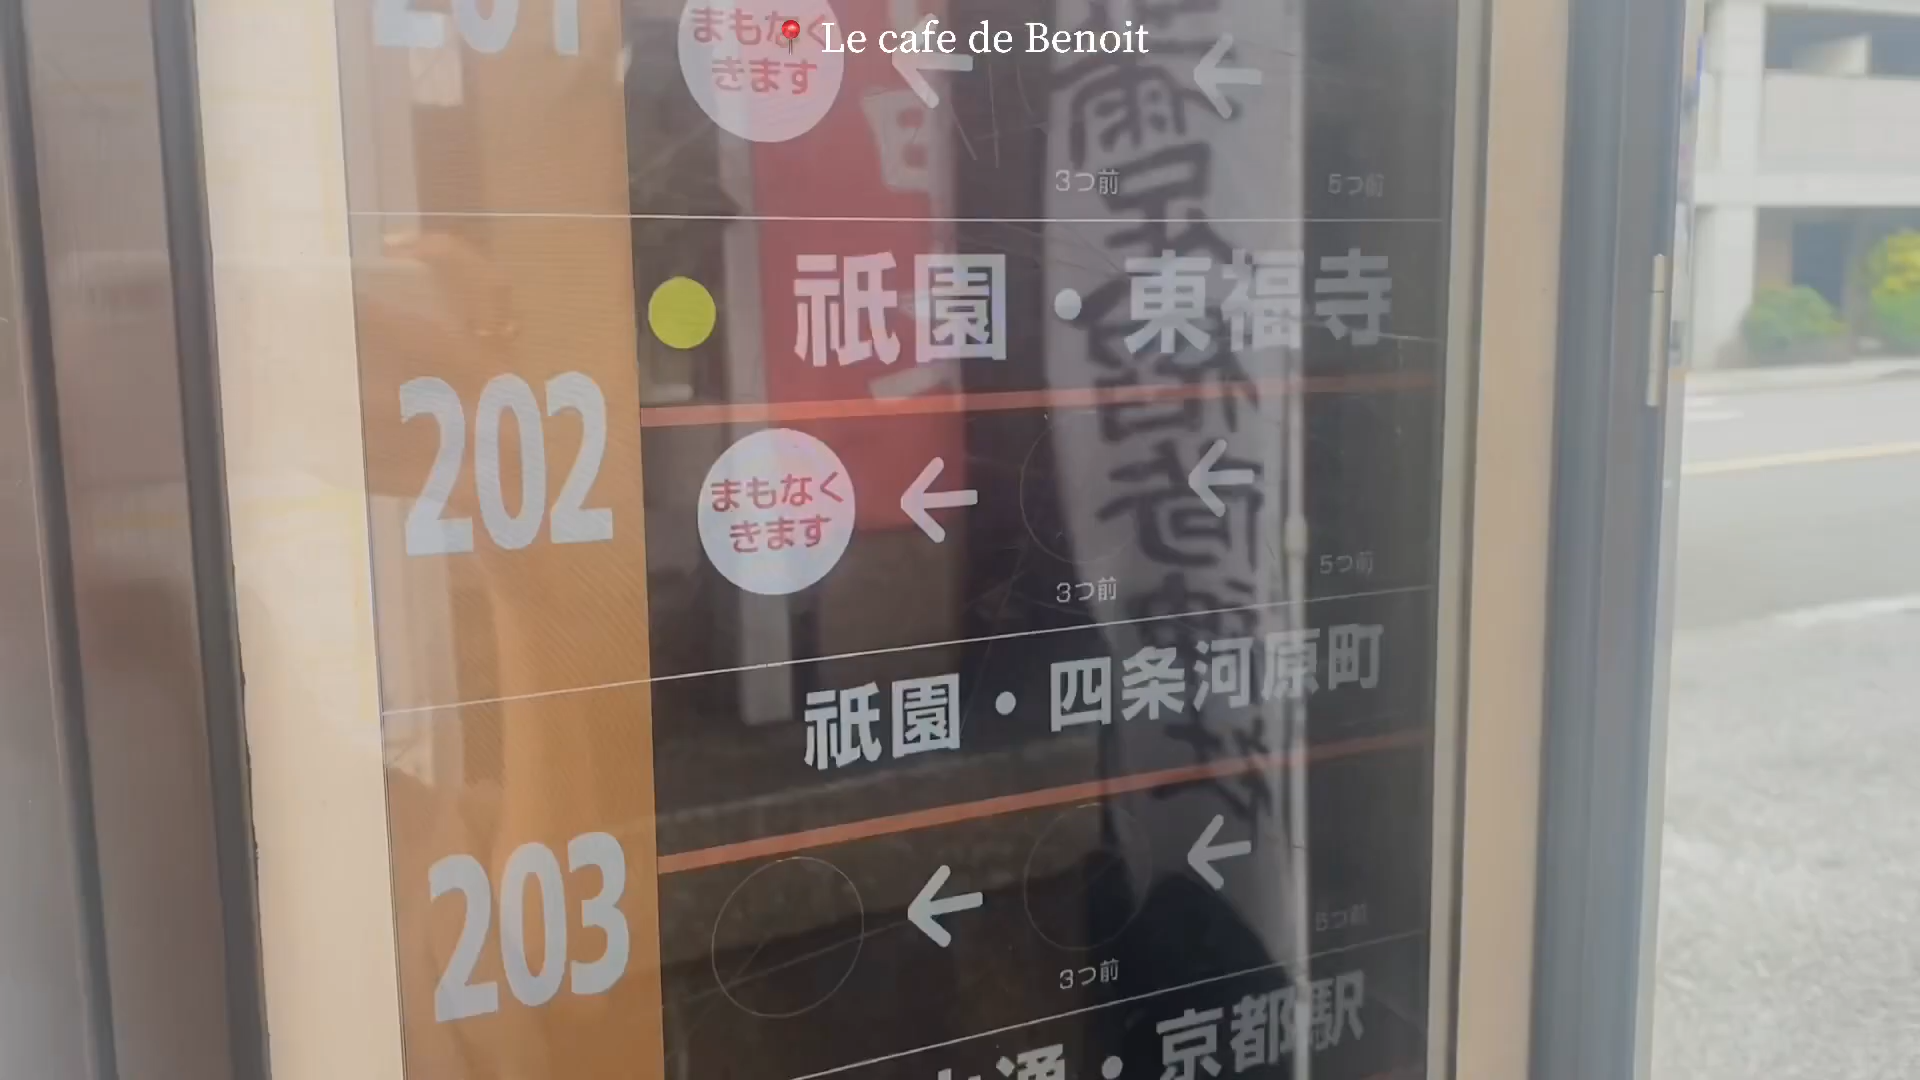 📍 Le cafe de Benoit
201
まもなく
きます
←
←
3つ前
5つ前
祇園・東福寺
202
まもなく
きます
←
←
3つ前
5つ前
祇園・四条河原町
203
←
←
3つ前
5つ前
・京都駅